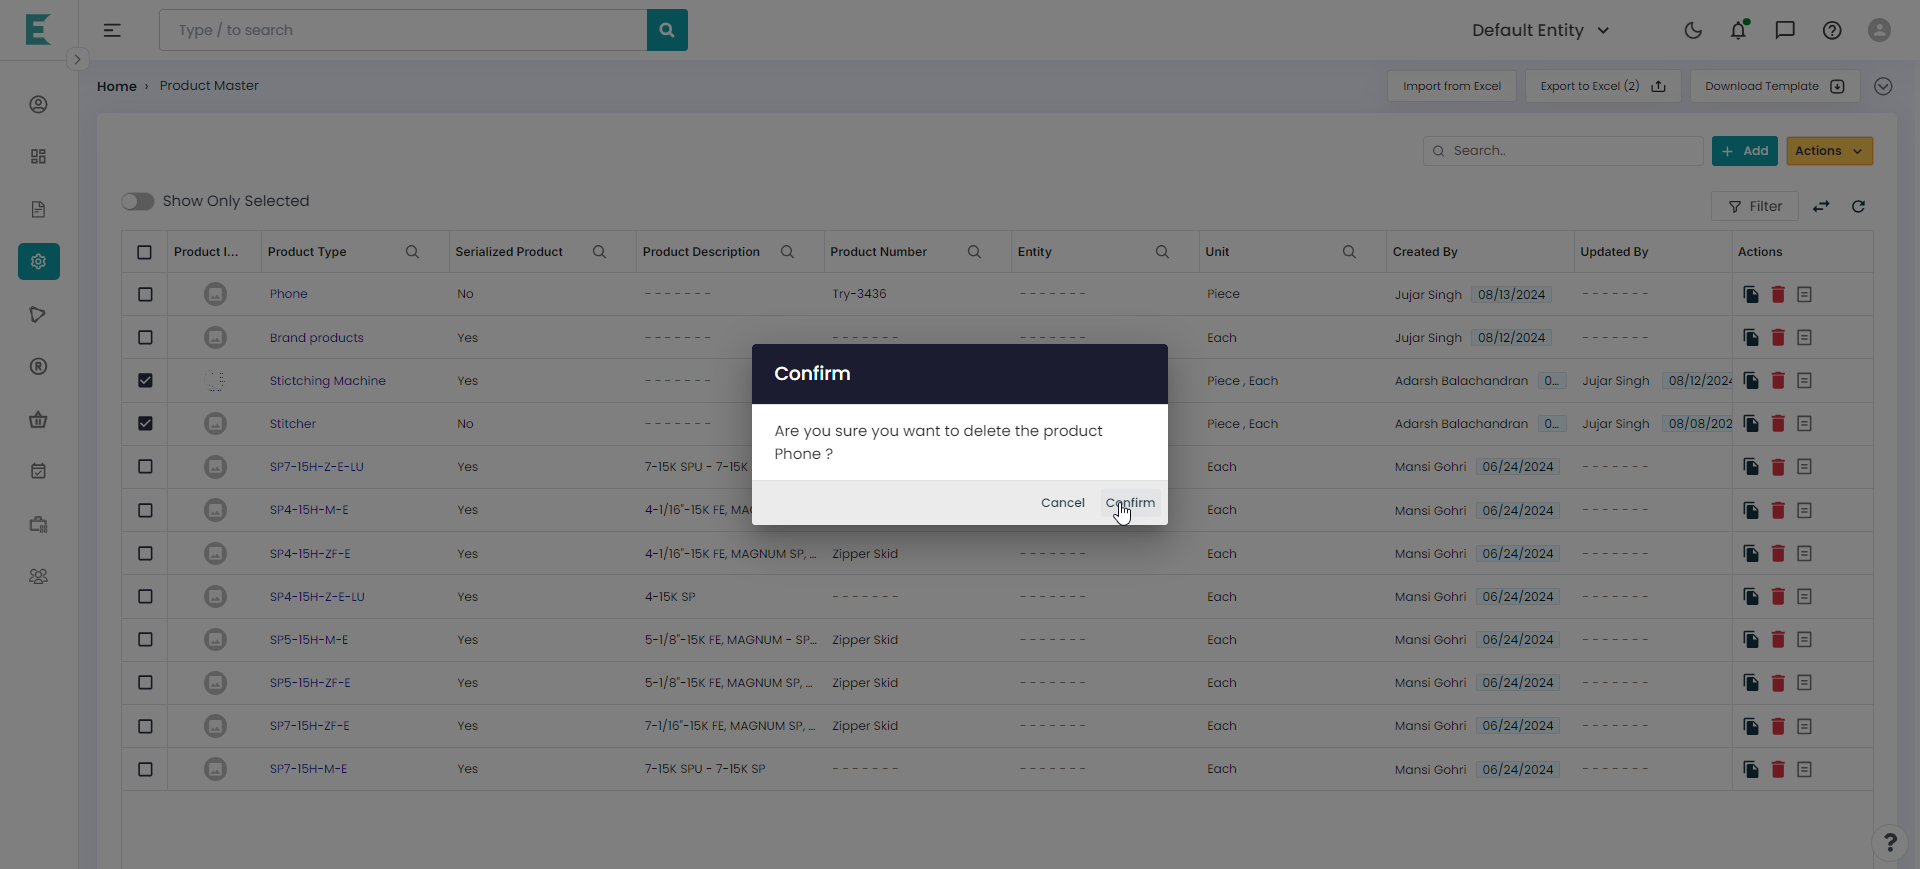 Type / to search
Default Entity
Home › Product Master
Import from Excel
Export to Excel (2)
Download Template
Search..
+ Add
Actions
Show Only Selected
Filter
Product I... Product Type Serialized Product Product Description Product Number Entity Unit Created By Updated By Actions
Phone No ------- Try-3436 ------- Piece Jujar Singh 08/13/2024 -------
Brand products Yes ------- ------- ------- Each Jujar Singh 08/12/2024 -------
Stictching Machine Yes ------- Piece , Each Adarsh Balachandran 0... Jujar Singh 08/12/2024
Stitcher No ------- Piece , Each Adarsh Balachandran 0... Jujar Singh 08/08/202
SP7-15H-Z-E-LU Yes 7-15K SPU - 7-15K Each Mansi Gohri 06/24/2024 -------
SP4-15H-M-E Yes 4-1/16"-15K FE, MA Each Mansi Gohri 06/24/2024 -------
SP4-15H-ZF-E Yes 4-1/16"-15K FE, MAGNUM SP, ... Zipper Skid ------- Each Mansi Gohri 06/24/2024 -------
SP4-15H-Z-E-LU Yes 4-15K SP ------- ------- Each Mansi Gohri 06/24/2024 -------
SP5-15H-M-E Yes 5-1/8"-15K FE, MAGNUM - SP... Zipper Skid ------- Each Mansi Gohri 06/24/2024 -------
SP5-15H-ZF-E Yes 5-1/8"-15K FE, MAGNUM SP, ... Zipper Skid ------- Each Mansi Gohri 06/24/2024 -------
SP7-15H-ZF-E Yes 7-1/16"-15K FE, MAGNUM SP, ... Zipper Skid ------- Each Mansi Gohri 06/24/2024 -------
SP7-15H-M-E Yes 7-15K SPU - 7-15K SP ------- ------- Each Mansi Gohri 06/24/2024 -------
Confirm
Are you sure you want to delete the product
Phone ?
Cancel Confirm
?